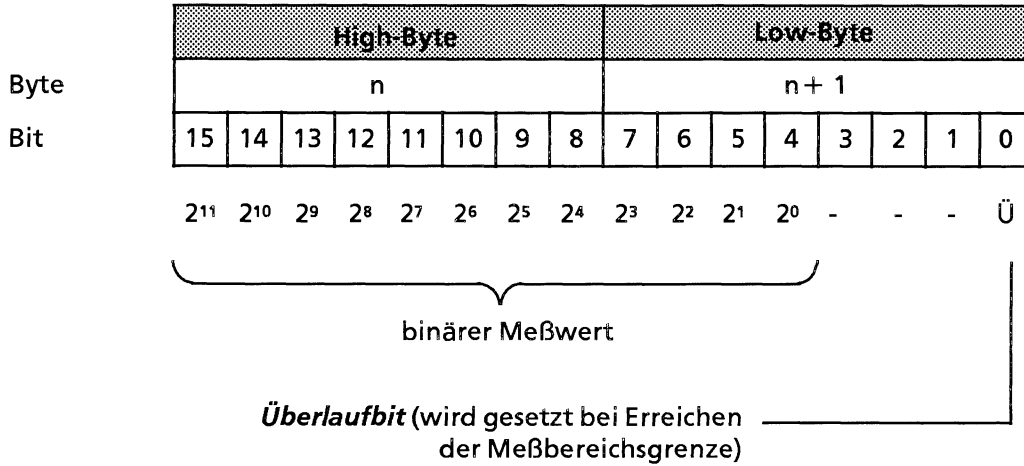 High-Byte Low-Byte
Byte n n + 1
Bit 15 14 13 12 11 10 9 8 7 6 5 4 3 2 1 0
2¹¹ 2¹⁰ 2⁹ 2⁸ 2⁷ 2⁶ 2⁵ 2⁴ 2³ 2² 2¹ 2⁰ - - - Ü
binärer Meßwert
Überlaufbit (wird gesetzt bei Erreichen
der Meßbereichsgrenze)